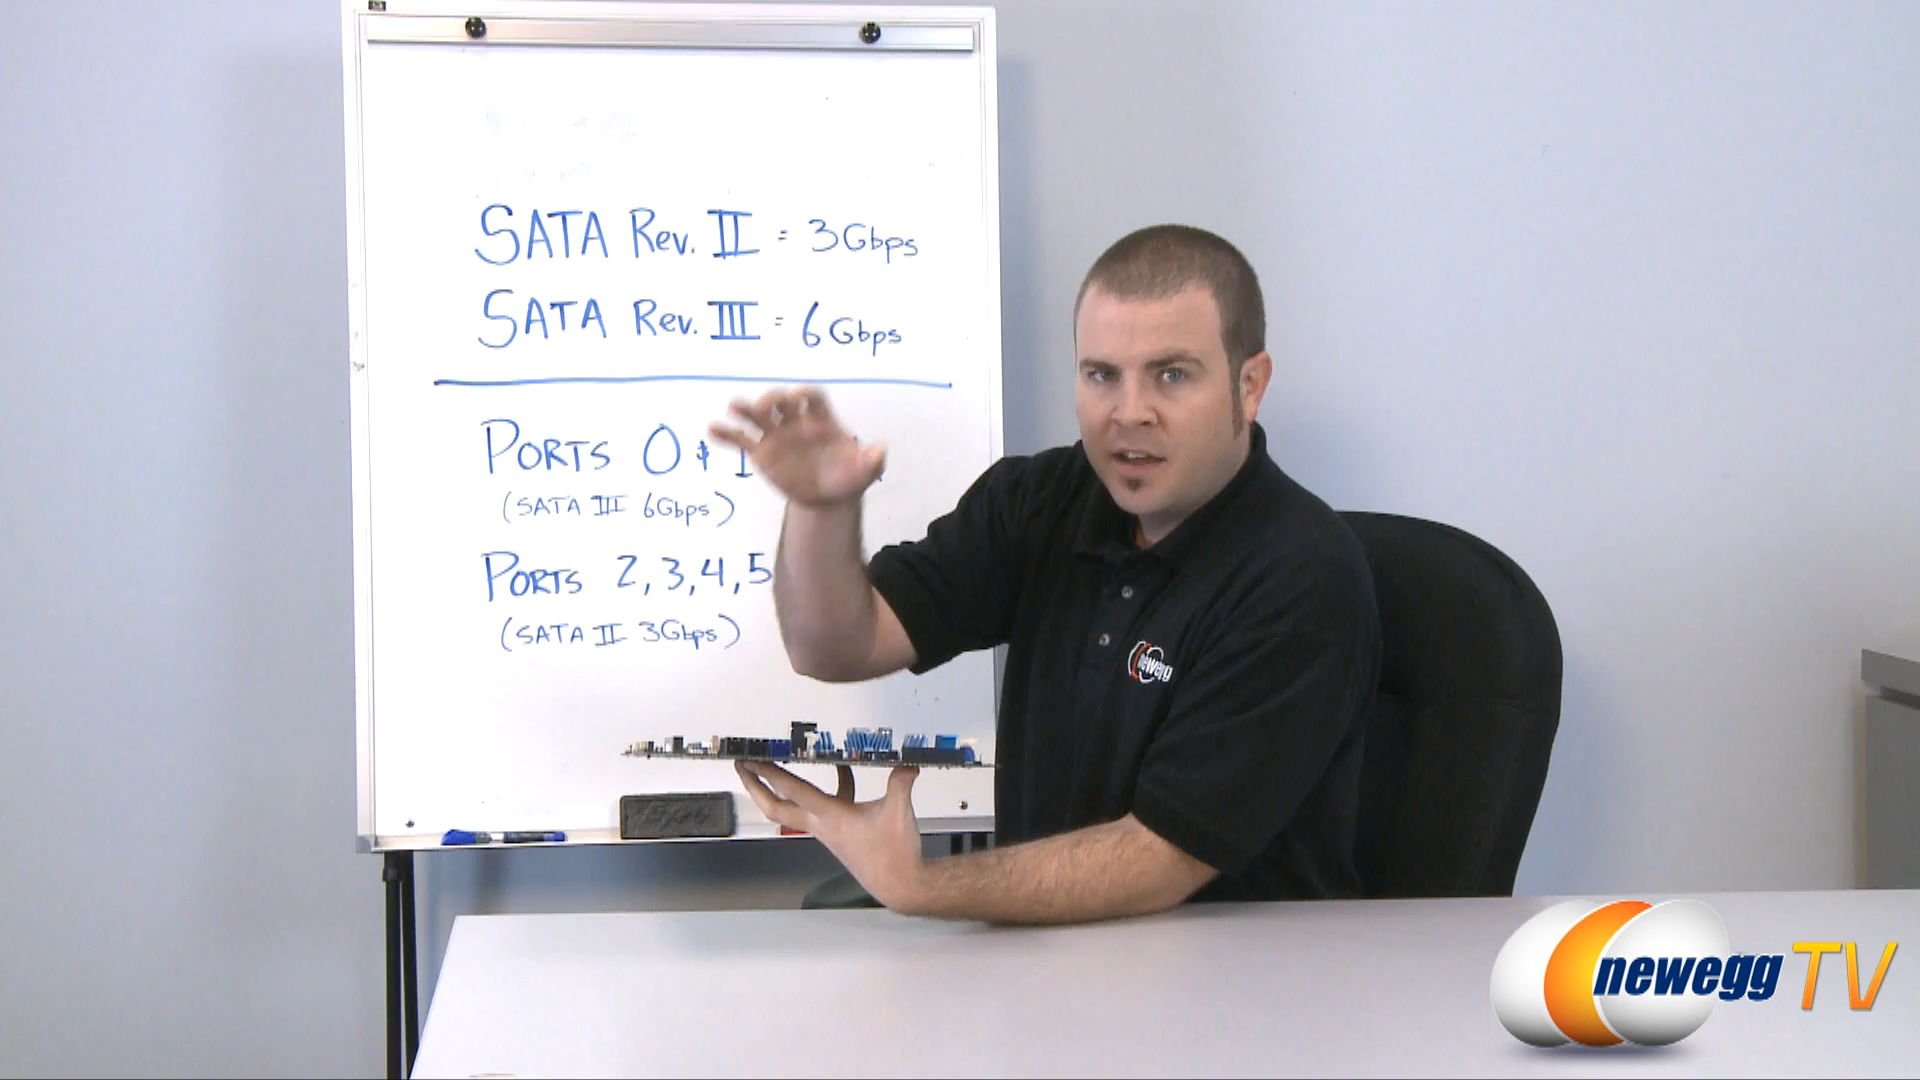 SATA Rev. II = 3Gbps
SATA Rev. III = 6Gbps
PORTS 0 & 1
(SATA III 6Gbps)
PORTS 2, 3, 4, 5
(SATA II 3Gbps)
newegg
newegg TV